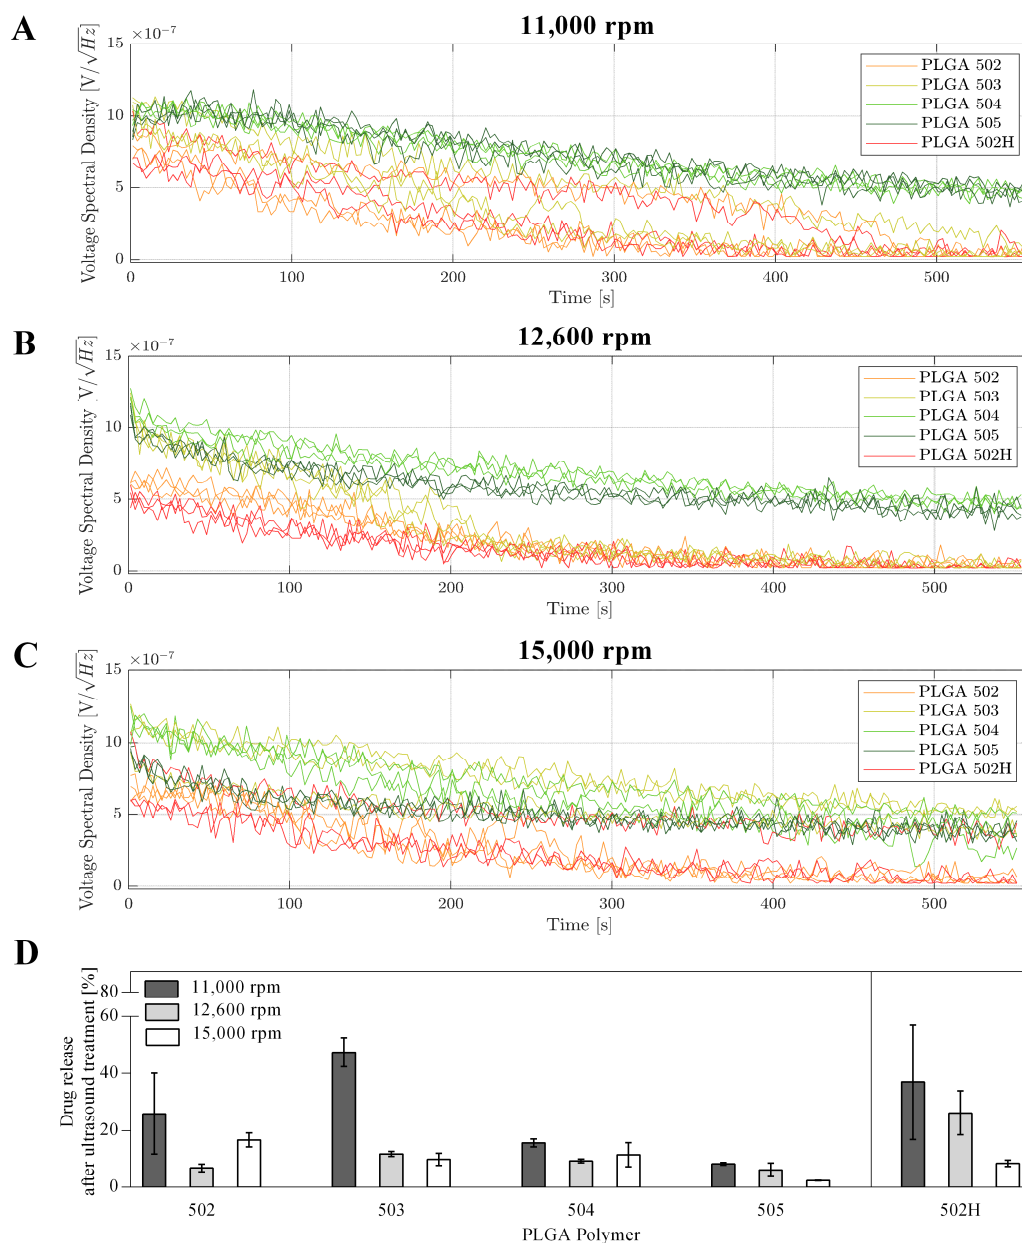 A
11,000 rpm
×10⁻⁷
Voltage Spectral Density [V/√Hz]
15
10
5
0
PLGA 502
PLGA 503
PLGA 504
PLGA 505
PLGA 502H
0 100 200 300 400 500
Time [s]
B
12,600 rpm
×10⁻⁷
Voltage Spectral Density [V/√Hz]
15
10
5
0
PLGA 502
PLGA 503
PLGA 504
PLGA 505
PLGA 502H
0 100 200 300 400 500
Time [s]
C
15,000 rpm
×10⁻⁷
Voltage Spectral Density [V/√Hz]
15
10
5
0
PLGA 502
PLGA 503
PLGA 504
PLGA 505
PLGA 502H
0 100 200 300 400 500
Time [s]
D
Drug release
after ultrasound treatment [%]
80
60
40
20
0
11,000 rpm
12,600 rpm
15,000 rpm
502 503 504 505 502H
PLGA Polymer